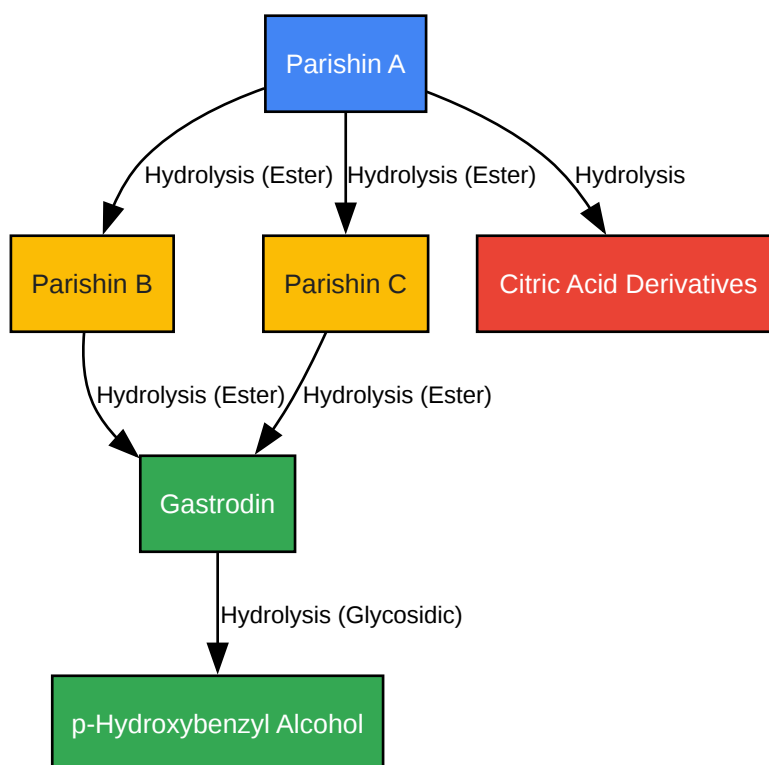 Parishin A
Hydrolysis (Ester)
Hydrolysis (Ester)
Hydrolysis
Parishin B
Parishin C
Citric Acid Derivatives
Hydrolysis (Ester)
Hydrolysis (Ester)
Gastrodin
Hydrolysis (Glycosidic)
p-Hydroxybenzyl Alcohol